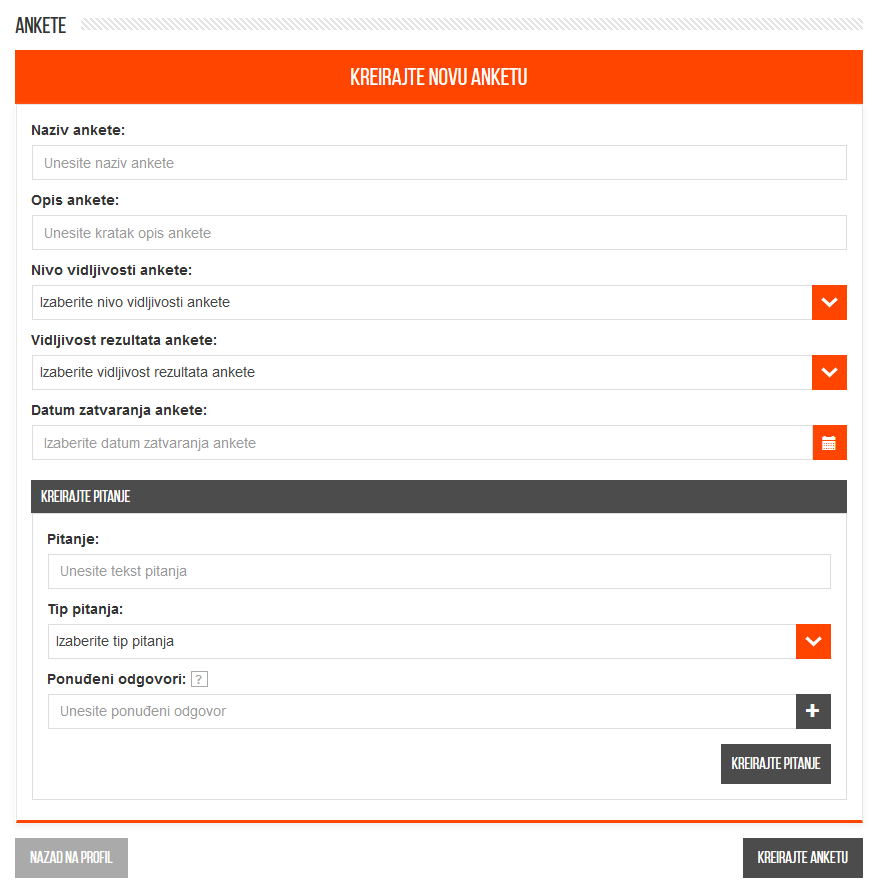 ANKETE
KREIRAJTE NOVU ANKETU
Naziv ankete:
Unesite naziv ankete
Opis ankete:
Unesite kratak opis ankete
Nivo vidljivosti ankete:
Izaberite nivo vidljivosti ankete
Vidljivost rezultata ankete:
Izaberite vidljivost rezultata ankete
Datum zatvaranja ankete:
Izaberite datum zatvaranja ankete
KREIRAJTE PITANJE
Pitanje:
Unesite tekst pitanja
Tip pitanja:
Izaberite tip pitanja
Ponuđeni odgovori: ?
Unesite ponuđeni odgovor
KREIRAJTE PITANJE
NAZAD NA PROFIL
KREIRAJTE ANKETU